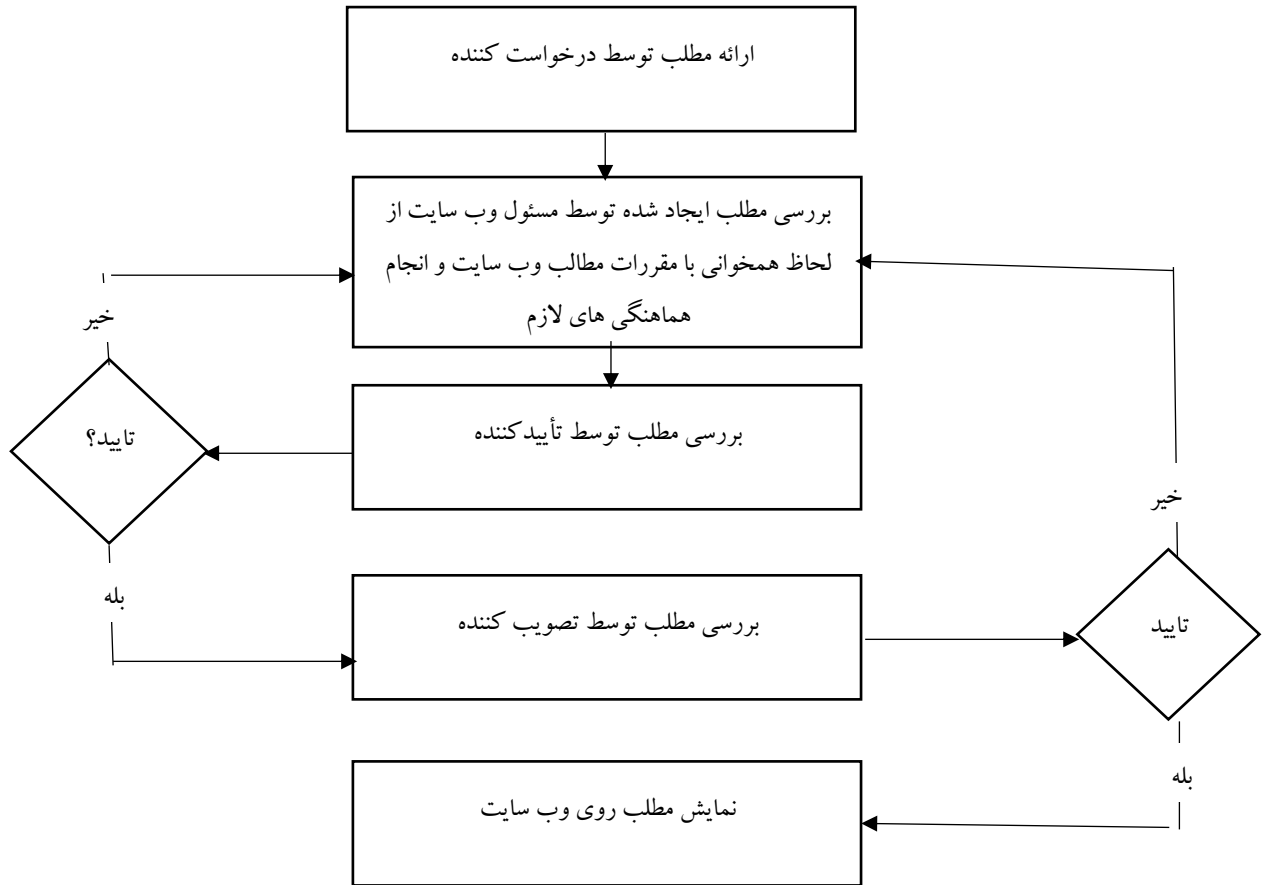 ارائه مطلب توسط درخواست کننده
بررسی مطلب ایجاد شده توسط مسئول وب سایت از
لحاظ همخوانی با مقررات مطالب وب سایت و انجام
هماهنگی های لازم
خیر
بررسی مطلب توسط تأییدکننده
تایید؟
خیر
بله
بررسی مطلب توسط تصویب کننده
تایید
بله
نمایش مطلب روی وب سایت